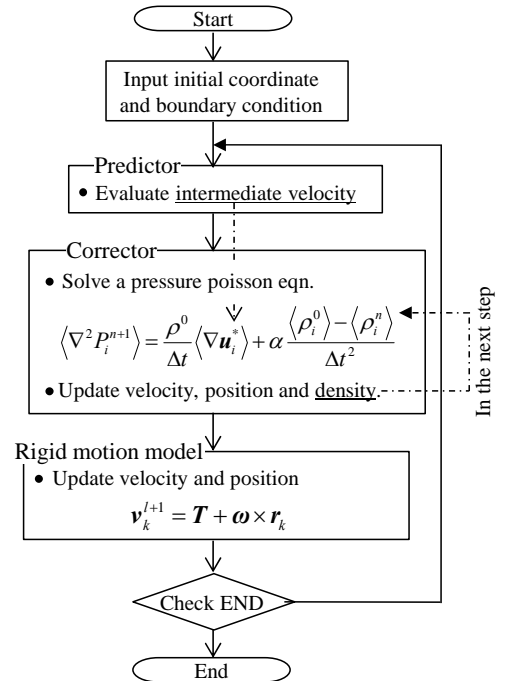 Start
Input initial coordinate
and boundary condition
Predictor
● Evaluate intermediate velocity
Corrector
● Solve a pressure poisson eqn.
⟨∇²P_i^{n+1}⟩ = ρ⁰/Δt ⟨∇u_i^*⟩ + α (⟨ρ_i^0⟩ − ⟨ρ_i^n⟩)/Δt²
● Update velocity, position and density.
In the next step
Rigid motion model
● Update velocity and position
v_k^{l+1} = T + ω × r_k
Check END
End